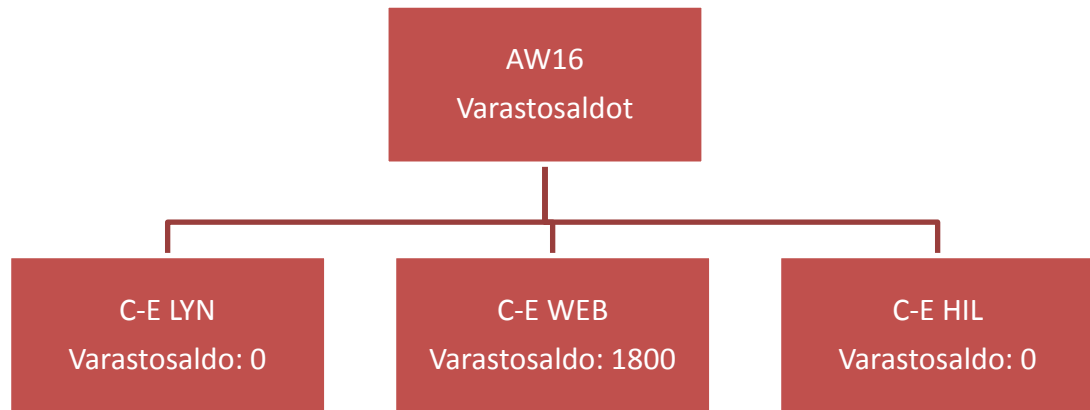 AW16
Varastosaldot
C-E LYN
Varastosaldo: 0
C-E WEB
Varastosaldo: 1800
C-E HIL
Varastosaldo: 0